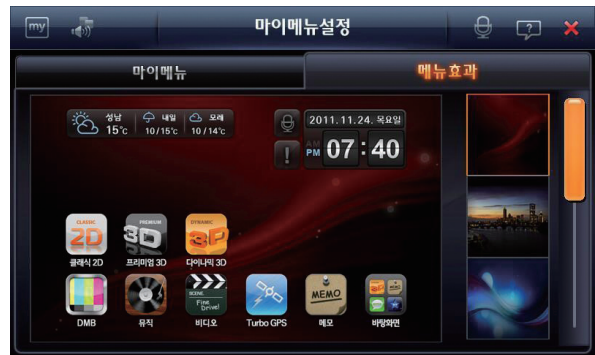 my
마이메뉴설정
?
마이메뉴
메뉴효과
성남 내일 모레
15°c 10/15°c 10/14°c
2011.11.24. 목요일
!
AM
PM 07:40
CLASSIC 2D
PREMIUM 3D
DYNAMIC 3D
클래식 2D 프리미엄 3D 다이나믹 3D
SCENE
Fine Drive!
MEMO
DMB 뮤직 비디오 Turbo GPS 메모 바탕화면